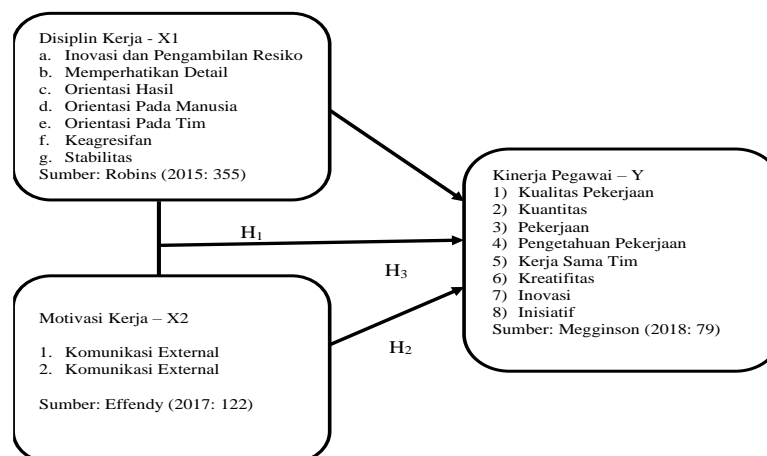 Disiplin Kerja - X1
a. Inovasi dan Pengambilan Resiko
b. Memperhatikan Detail
c. Orientasi Hasil
d. Orientasi Pada Manusia
e. Orientasi Pada Tim
f. Keagresifan
g. Stabilitas
Sumber: Robins (2015: 355)
H1
H3
H2
Motivasi Kerja – X2
1. Komunikasi External
2. Komunikasi External
Sumber: Effendy (2017: 122)
Kinerja Pegawai – Y
1) Kualitas Pekerjaan
2) Kuantitas
3) Pekerjaan
4) Pengetahuan Pekerjaan
5) Kerja Sama Tim
6) Kreatifitas
7) Inovasi
8) Inisiatif
Sumber: Megginson (2018: 79)